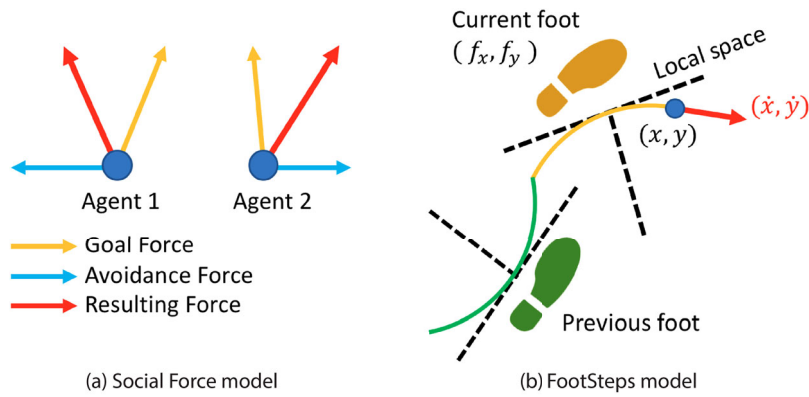 Agent 1
Agent 2
Goal Force
Avoidance Force
Resulting Force
(a) Social Force model
Current foot
( f_x, f_y )
Local space
(ẋ, ẏ)
(x, y)
Previous foot
(b) FootSteps model